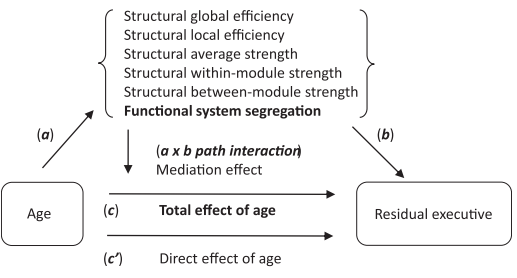 Structural global efficiency
Structural local efficiency
Structural average strength
Structural within-module strength
Structural between-module strength
Functional system segregation
(a)
(b)
(a x b path interaction)
Mediation effect
Age
(c) Total effect of age
Residual executive
(c’) Direct effect of age